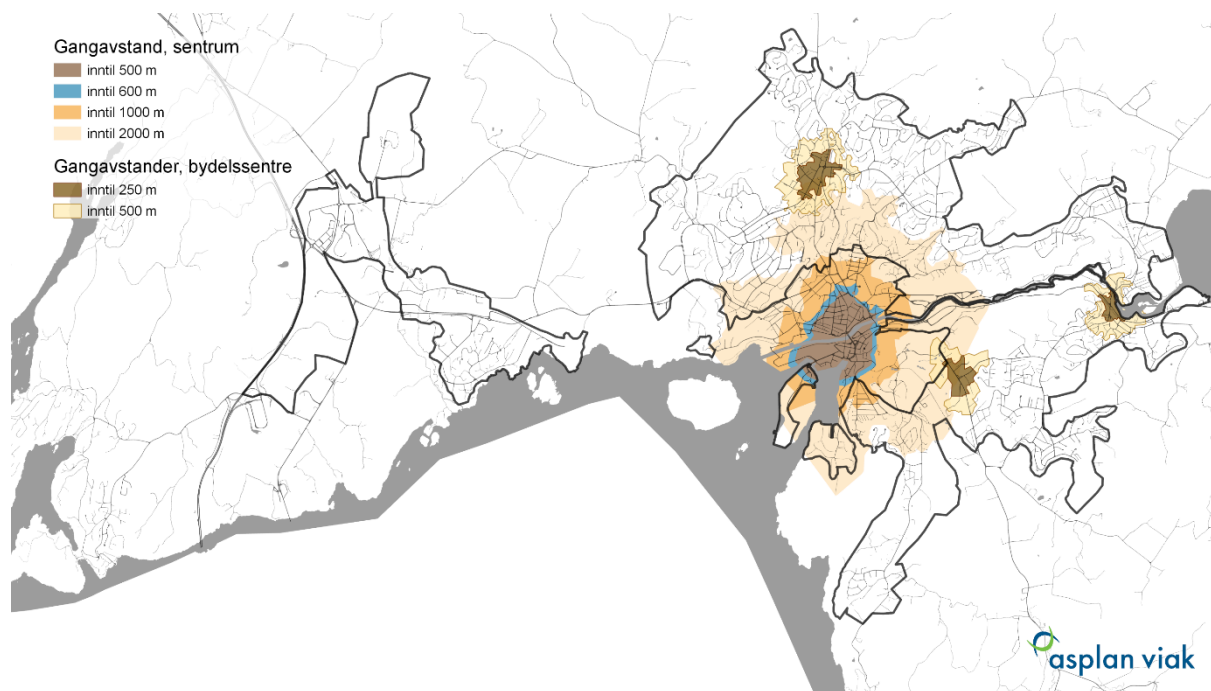 Gangavstand, sentrum
inntil 500 m
inntil 600 m
inntil 1000 m
inntil 2000 m
Gangavstander, bydelssentre
inntil 250 m
inntil 500 m
asplan viak